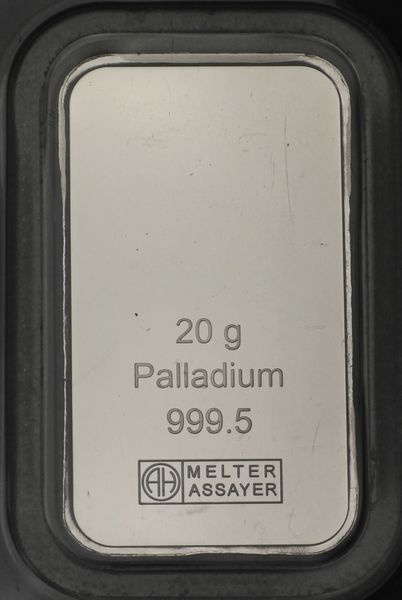 20 g
Palladium
999.5
AH MELTER
ASSAYER